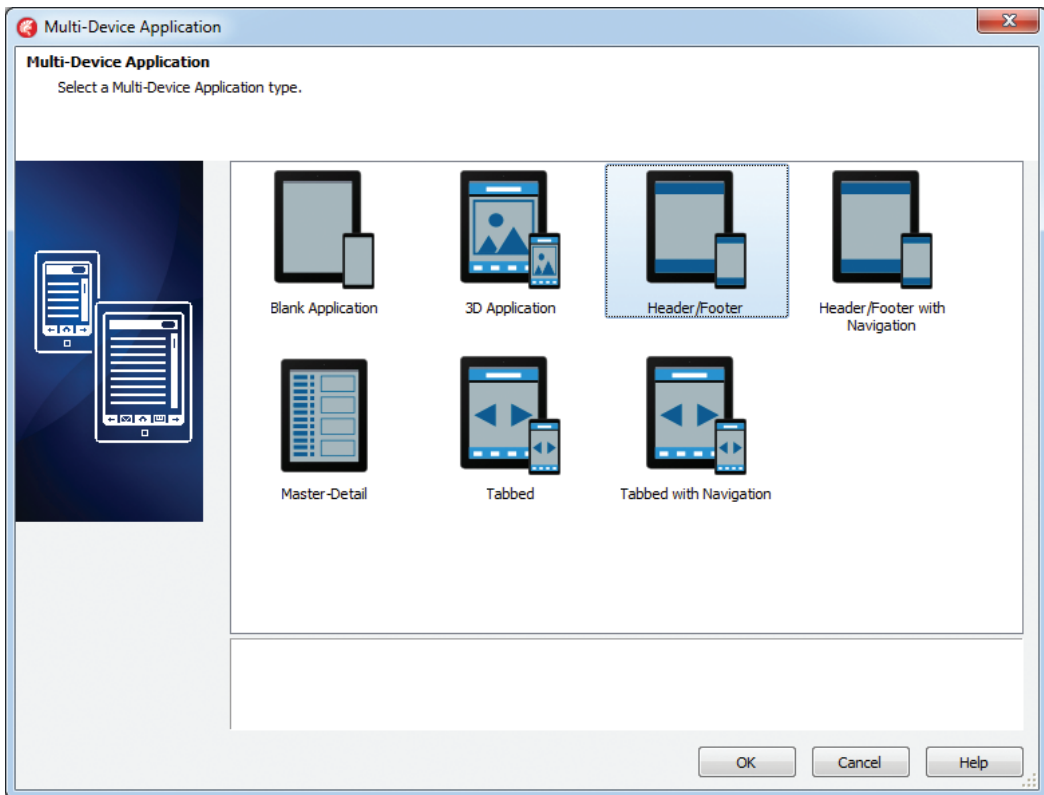 Multi-Device Application
Multi-Device Application
Select a Multi-Device Application type.
Blank Application
3D Application
Header/Footer
Header/Footer with
Navigation
Master-Detail
Tabbed
Tabbed with Navigation
OK
Cancel
Help